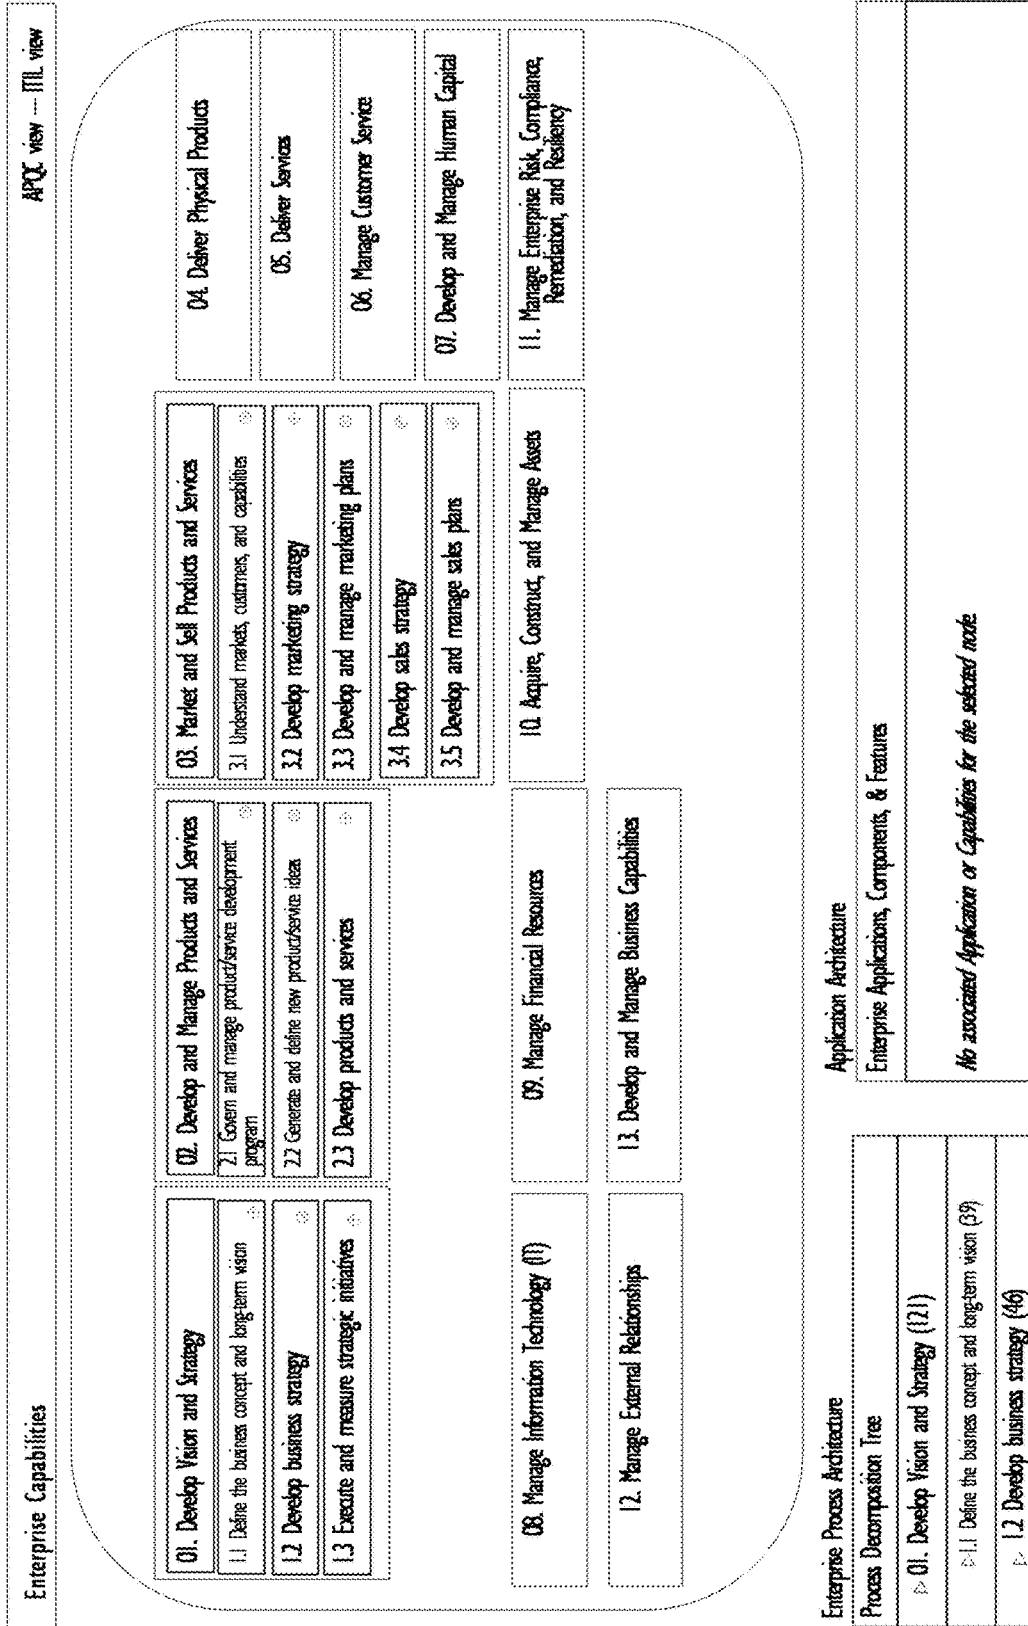 Enterprise Capabilities
APQC view --- ITIL view
01. Develop Vision and Strategy
1.1 Define the business concept and long-term vision
1.2 Develop business strategy
1.3 Execute and measure strategic initiatives
02. Develop and Manage Products and Services
2.1 Govern and manage product/service development
program
2.2 Generate and define new product/service ideas
2.3 Develop products and services
03. Market and Sell Products and Services
3.1 Understand markets, customers, and capabilities
3.2 Develop marketing strategy
3.3 Develop and manage marketing plans
3.4 Develop sales strategy
3.5 Develop and manage sales plans
04. Deliver Physical Products
05. Deliver Services
06. Manage Customer Service
07. Develop and Manage Human Capital
08. Manage Information Technology (IT)
09. Manage Financial Resources
10. Acquire, Construct, and Manage Assets
11. Manage Enterprise Risk, Compliance,
Remediation, and Resiliency
12. Manage External Relationships
13. Develop and Manage Business Capabilities
Enterprise Process Architecture
Process Decomposition Tree
▷ 01. Develop Vision and Strategy (121)
▷ 1.1 Define the business concept and long-term vision (39)
▷ 1.2 Develop business strategy (46)
Application Architecture
Enterprise Applications, Components, & Features
No associated Application or Capabilities for the selected node